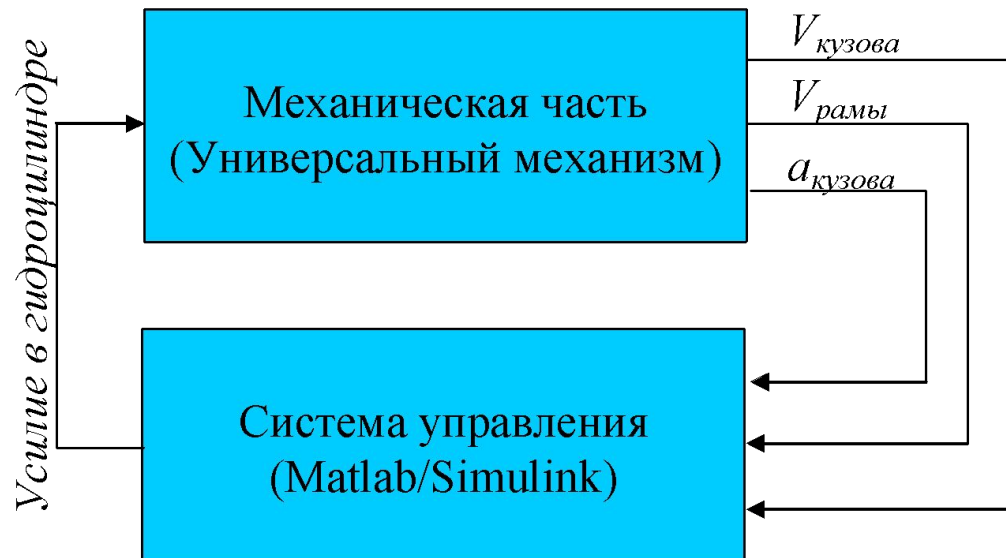 Усилие в гидроцилиндре
Механическая часть
(Универсальный механизм)
Vкузова
Vрамы
aкузова
Система управления
(Matlab/Simulink)